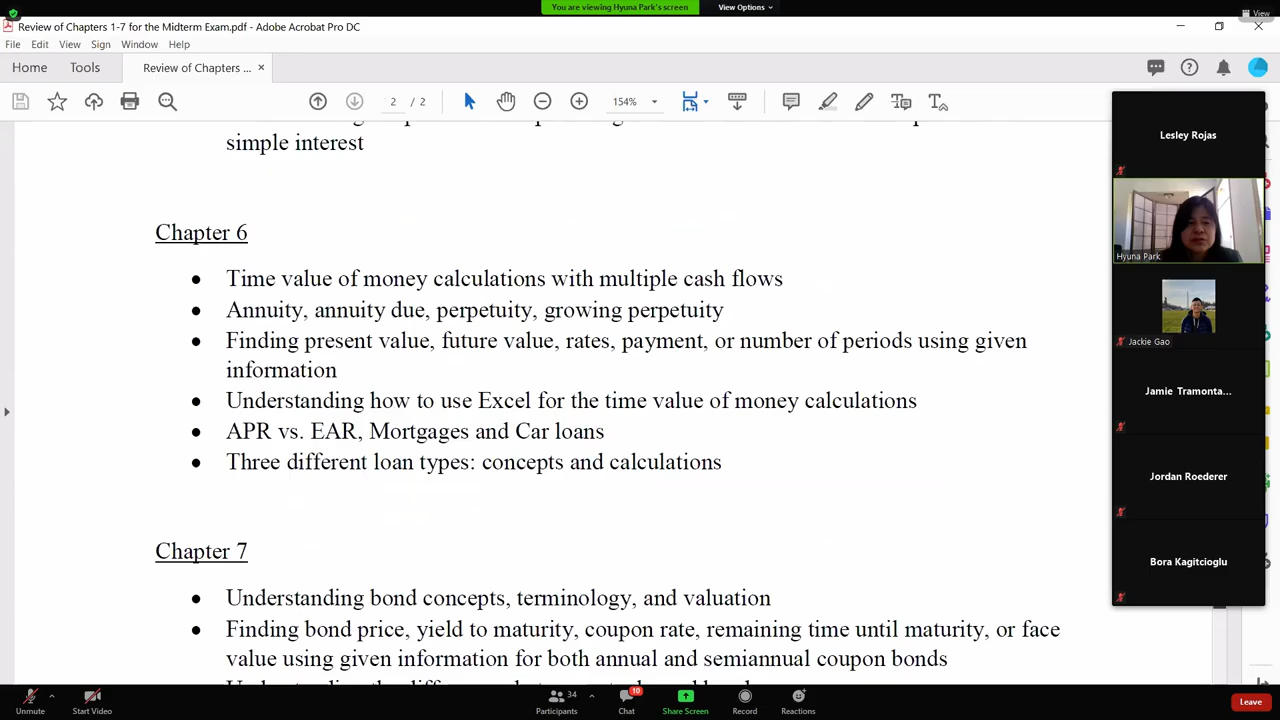 You are viewing Hyuna Park's screen
View Options
View
Review of Chapters 1-7 for the Midterm Exam.pdf - Adobe Acrobat Pro DC
File Edit View Sign Window Help
Home Tools Review of Chapters ... ×
2 / 2 154%
simple interest
Chapter 6
• Time value of money calculations with multiple cash flows
• Annuity, annuity due, perpetuity, growing perpetuity
• Finding present value, future value, rates, payment, or number of periods using given
information
• Understanding how to use Excel for the time value of money calculations
• APR vs. EAR, Mortgages and Car loans
• Three different loan types: concepts and calculations
Chapter 7
• Understanding bond concepts, terminology, and valuation
• Finding bond price, yield to maturity, coupon rate, remaining time until maturity, or face
value using given information for both annual and semiannual coupon bonds
Lesley Rojas
Hyuna Park
Jackie Gao
Jamie Tramonta...
Jordan Roederer
Bora Kagitcioglu
Unmute Start Video Participants 34 Chat 10 Share Screen Record Reactions Leave